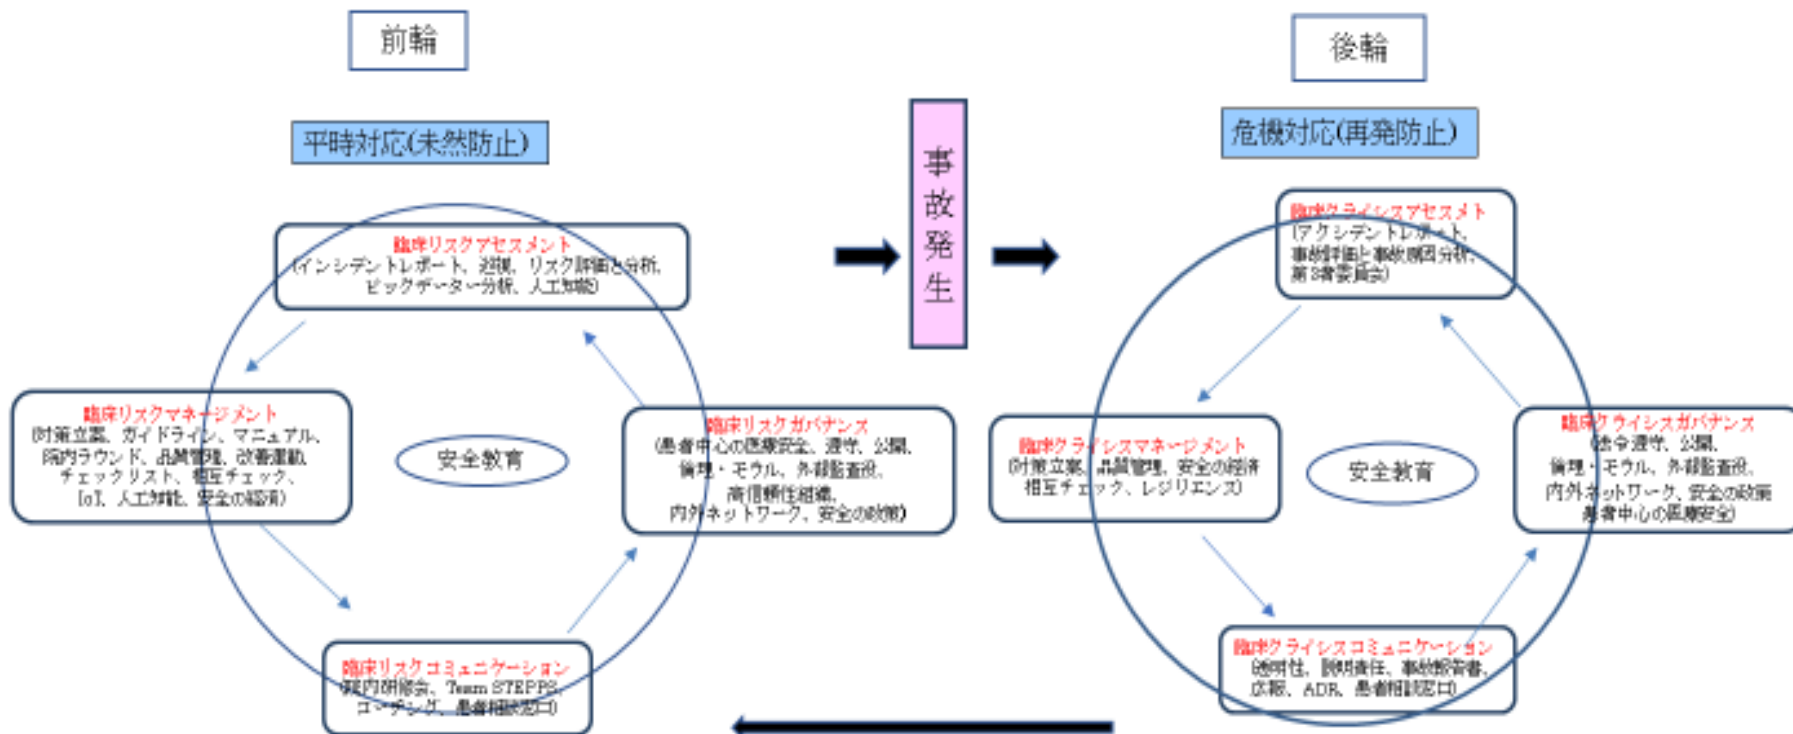 前輪
後輪
平時対応(未然防止)
事故発生
危機対応(再発防止)
臨床リスクアセスメント
(インシデントレポート、巡視、リスク評価と分析、
ビックデーター分析、人工知能)
臨床リスクマネージメント
(対策立案、ガイドライン、マニュアル、
院内ラウンド、品質管理、改善運動、
チェックリスト、相互チェック、
人工知能、安全の経済)
安全教育
臨床リスクガバナンス
(患者中心の医療安全、遵守、公開、
倫理・モラル、外部監査役、
高信頼性組織、
内外ネットワーク、安全の政策)
臨床リスクコミュニケーション
(院内研修会、Team STEPPS、
コーチング、患者相談窓口)
臨床クライシスアセスメト
(アクシデントレポート、
事故評価と事故原因分析、
第3者委員会)
臨床クライシスマネージメント
(対策立案、品質管理、安全の経済
相互チェック、レジリエンス)
安全教育
臨床クライシスガバナンス
(法令遵守、公開、
倫理・モラル、外部監査役、
内外ネットワーク、安全の政策
患者中心の医療安全)
臨床クライシスコミュニケーション
(透明性、説明責任、事故報告書、
広報、ADR、患者相談窓口)